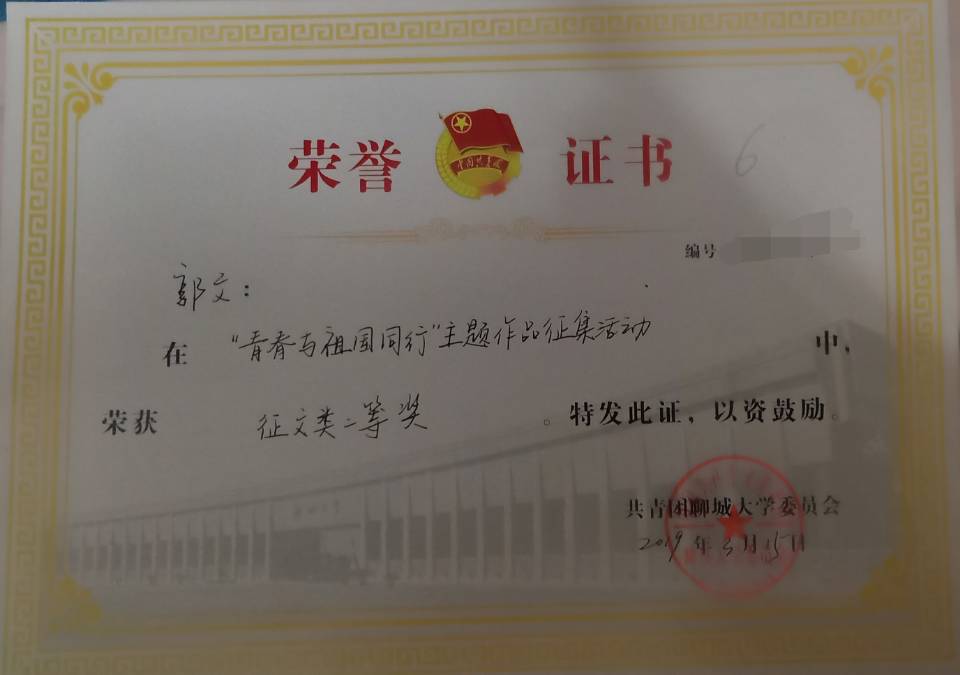 荣誉证书
6
编号
郭文：
在“青春与祖国同行”主题作品征集活动中，
荣获征文类二等奖。特发此证，以资鼓励。
共青团聊城大学委员会
2019年3月15日